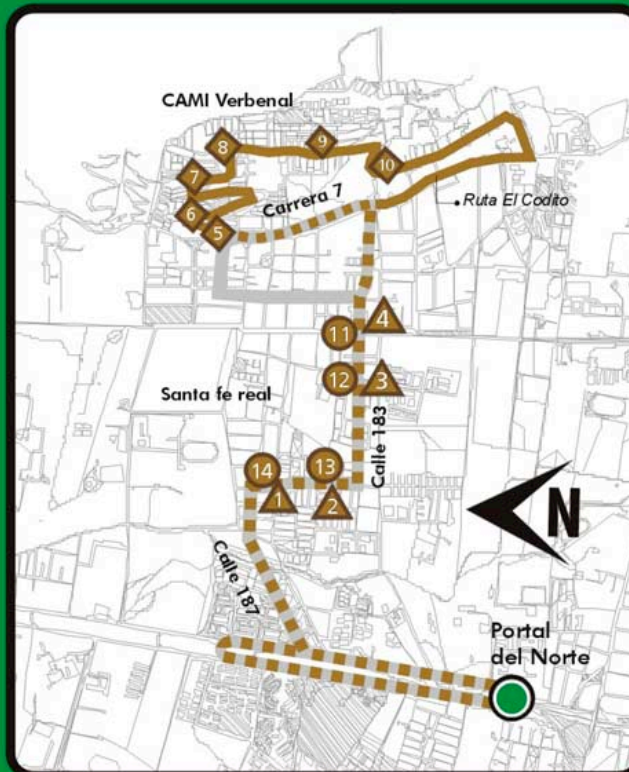 CAMI Verbenal
8
9
10
7
Carrera 7
6
Ruta El Codito
5
4
11
12
3
Santa fe real
Calle 183
14
13
1
2
N
Calle 187
Portal
del Norte